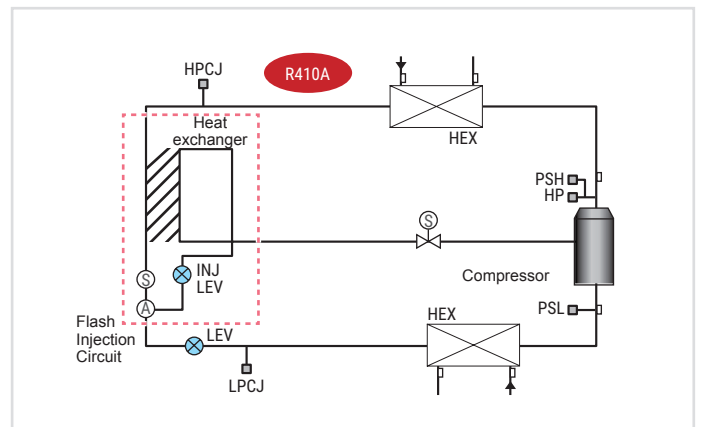 HPCJ
R410A
Heat
exchanger
HEX
PSH
HP
S
INJ
LEV
S
A
Compressor
PSL
HEX
Flash
Injection
Circuit
LEV
LPCJ